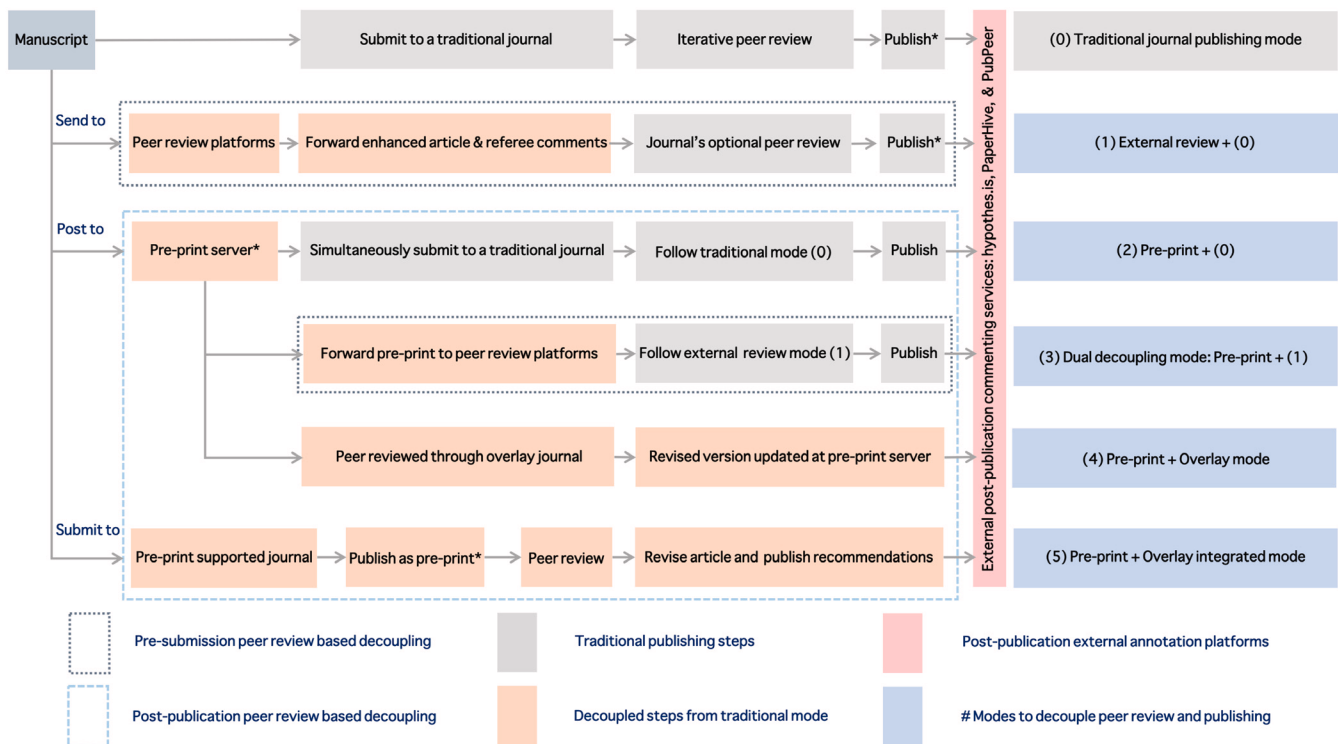 Manuscript
Submit to a traditional journal
Iterative peer review
Publish*
(0) Traditional journal publishing mode
Send to
Peer review platforms
Forward enhanced article & referee comments
Journal's optional peer review
Publish*
(1) External review + (0)
Post to
Pre-print server*
Simultaneously submit to a traditional journal
Follow traditional mode (0)
Publish
(2) Pre-print + (0)
Forward pre-print to peer review platforms
Follow external review mode (1)
Publish
(3) Dual decoupling mode: Pre-print + (1)
Peer reviewed through overlay journal
Revised version updated at pre-print server
(4) Pre-print + Overlay mode
Submit to
Pre-print supported journal
Publish as pre-print*
Peer review
Revise article and publish recommendations
(5) Pre-print + Overlay integrated mode
External post-publication commenting services: hypothes.is, PaperHive, & PubPeer
Pre-submission peer review based decoupling
Traditional publishing steps
Post-publication external annotation platforms
Post-publication peer review based decoupling
Decoupled steps from traditional mode
# Modes to decouple peer review and publishing